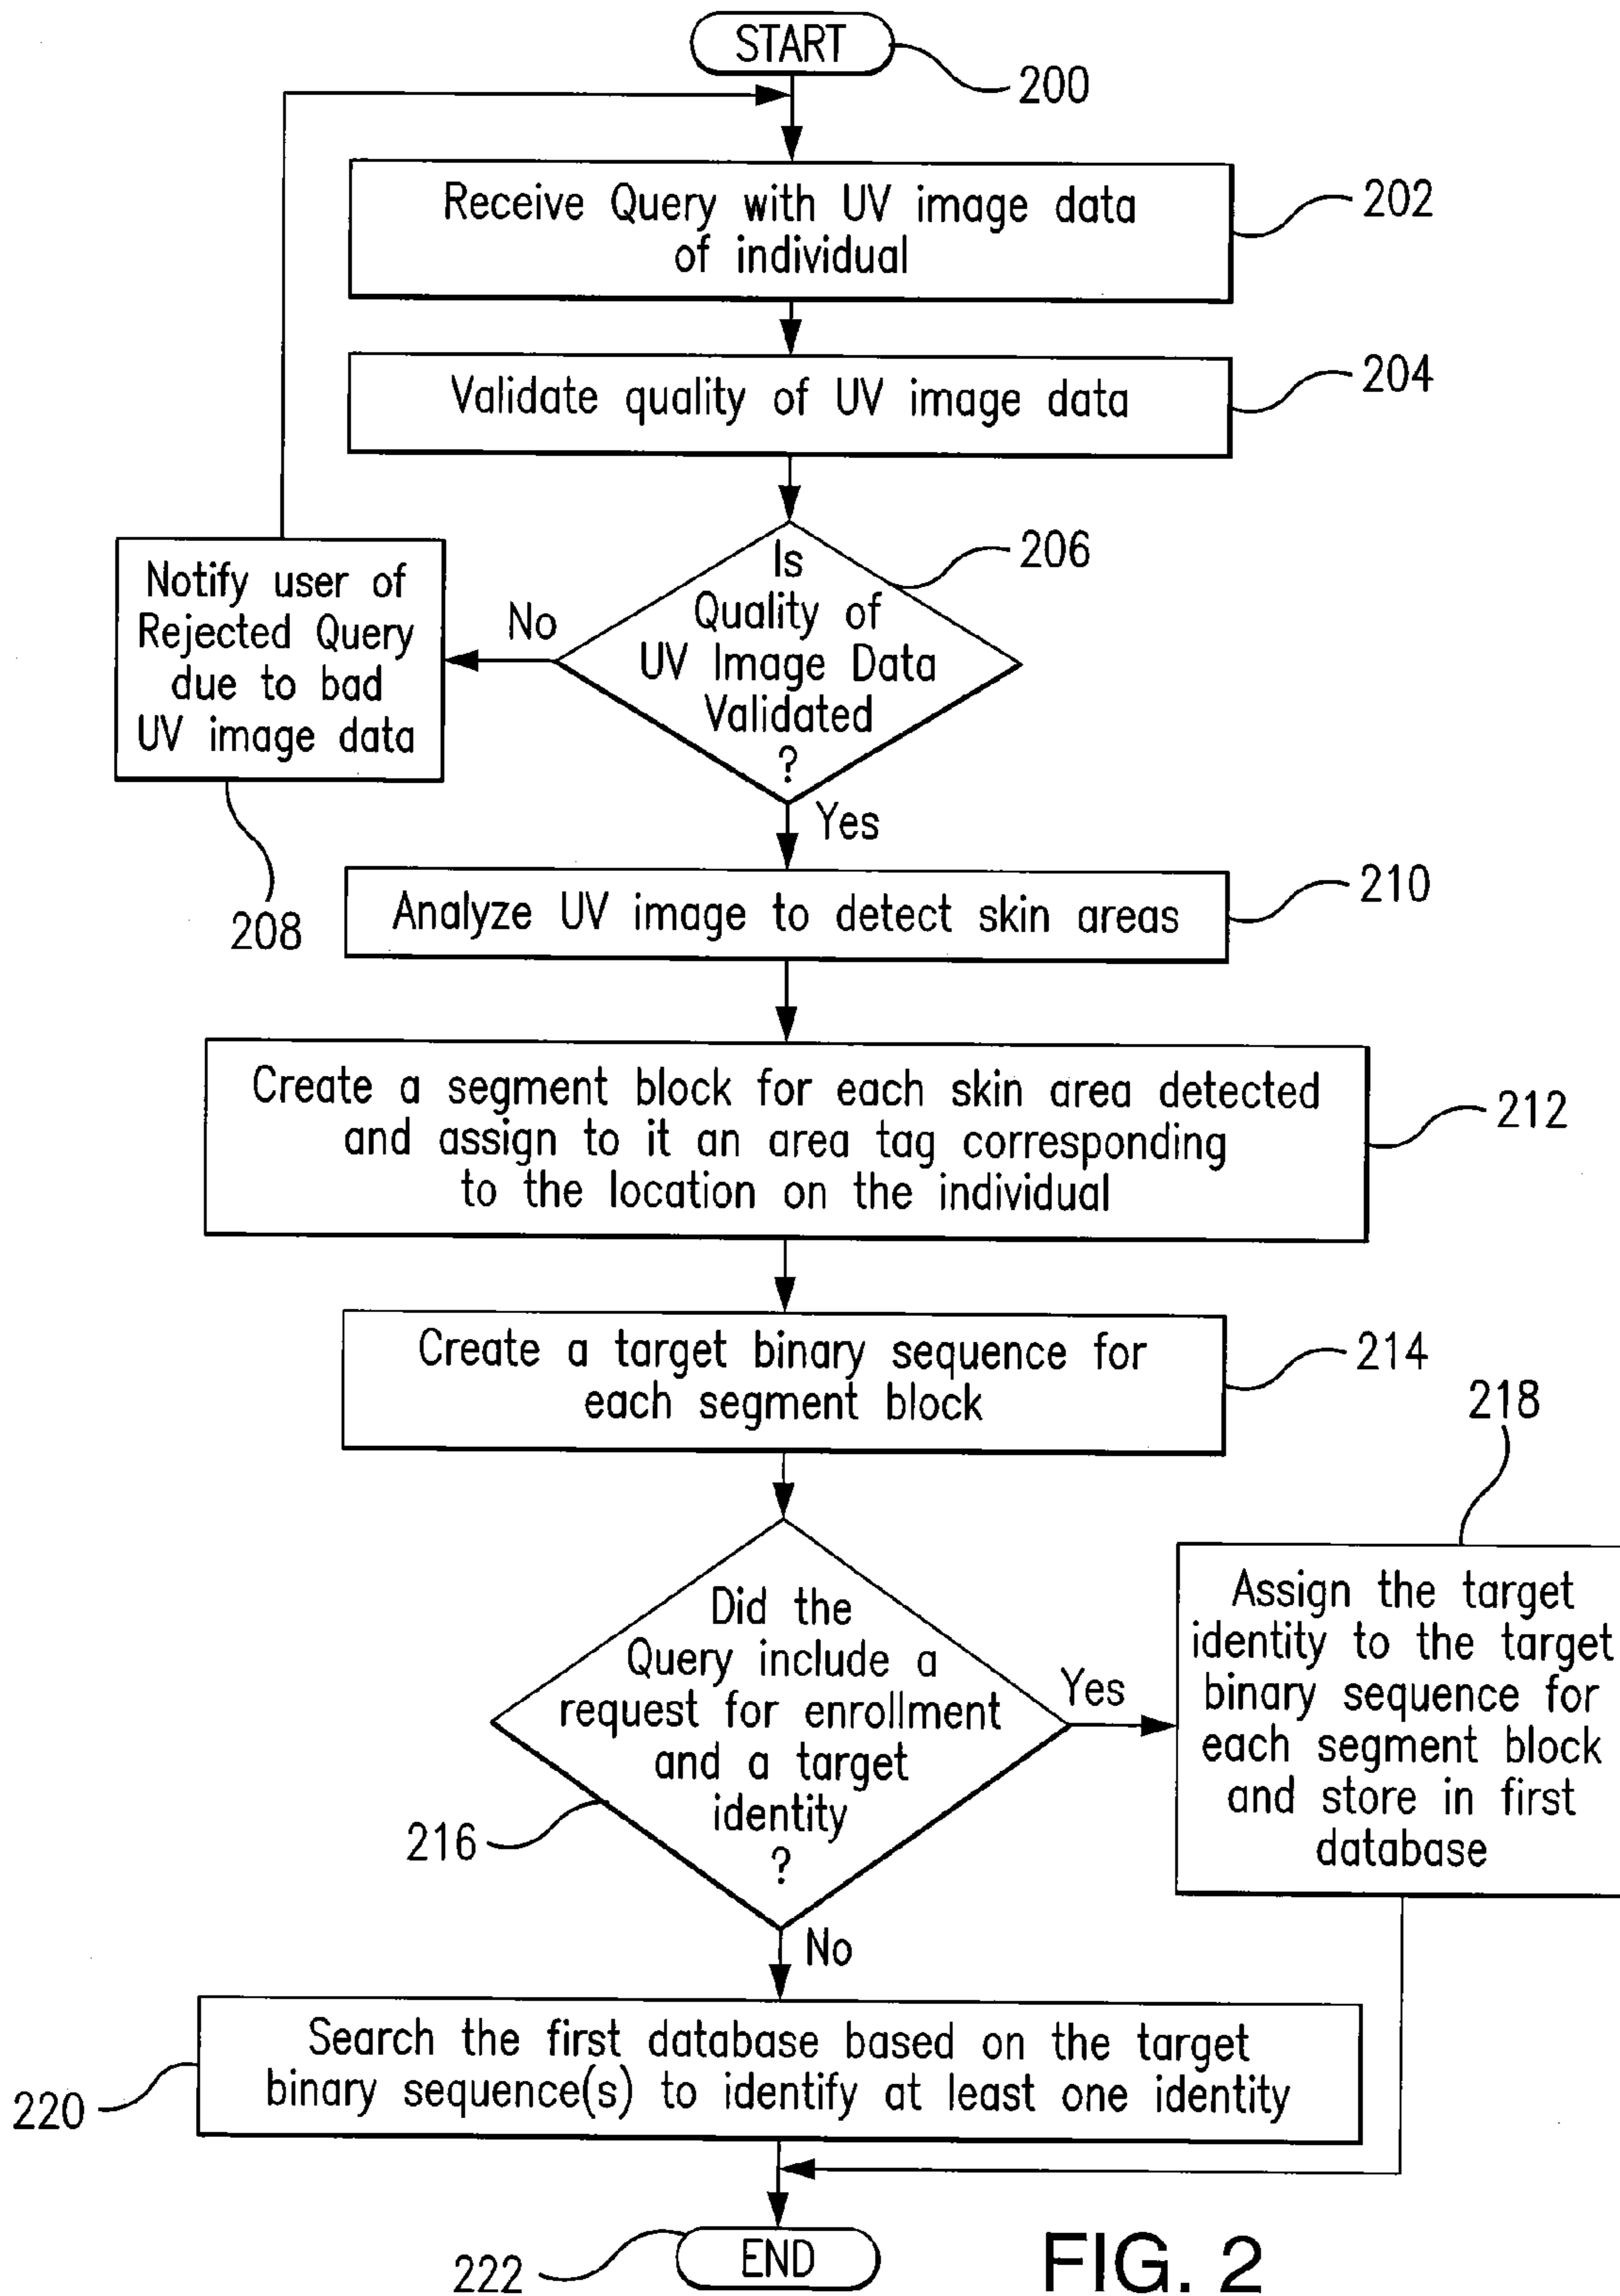 START
200
Receive Query with UV image data
of individual
202
Validate quality of UV image data
204
Is
Quality of
UV Image Data
Validated
?
206
No
Notify user of
Rejected Query
due to bad
UV image data
208
Yes
Analyze UV image to detect skin areas
210
Create a segment block for each skin area detected
and assign to it an area tag corresponding
to the location on the individual
212
Create a target binary sequence for
each segment block
214
Did the
Query include a
request for enrollment
and a target
identity
?
216
Yes
218
Assign the target
identity to the target
binary sequence for
each segment block
and store in first
database
No
Search the first database based on the target
binary sequence(s) to identify at least one identity
220
END
222
FIG. 2